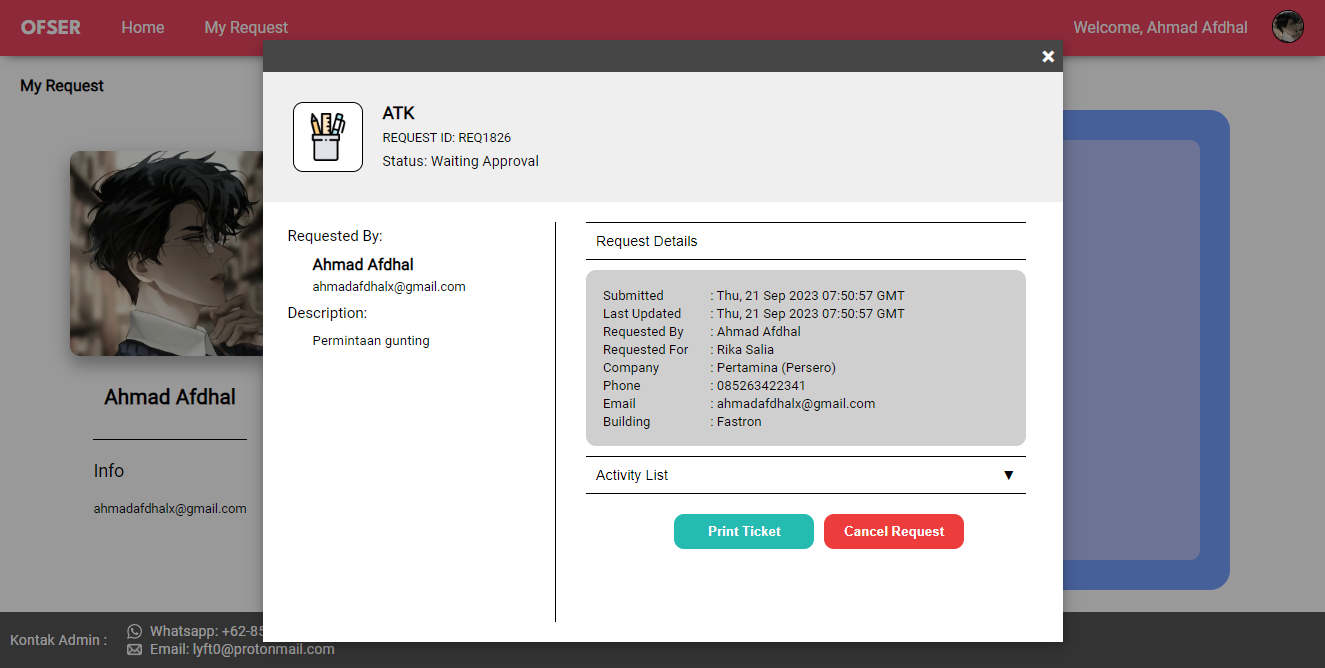 OFSER Home My Request Welcome, Ahmad Afdhal
My Request
ATK
REQUEST ID: REQ1826
Status: Waiting Approval
Ahmad Afdhal
Info
ahmadafdhalx@gmail.com
Requested By:
Ahmad Afdhal
ahmadafdhalx@gmail.com
Description:
Permintaan gunting
Request Details
Submitted : Thu, 21 Sep 2023 07:50:57 GMT
Last Updated : Thu, 21 Sep 2023 07:50:57 GMT
Requested By : Ahmad Afdhal
Requested For : Rika Salia
Company : Pertamina (Persero)
Phone : 085263422341
Email : ahmadafdhalx@gmail.com
Building : Fastron
Activity List ▼
Print Ticket Cancel Request
Kontak Admin :
Whatsapp: +62-85
Email: lyft0@protonmail.com